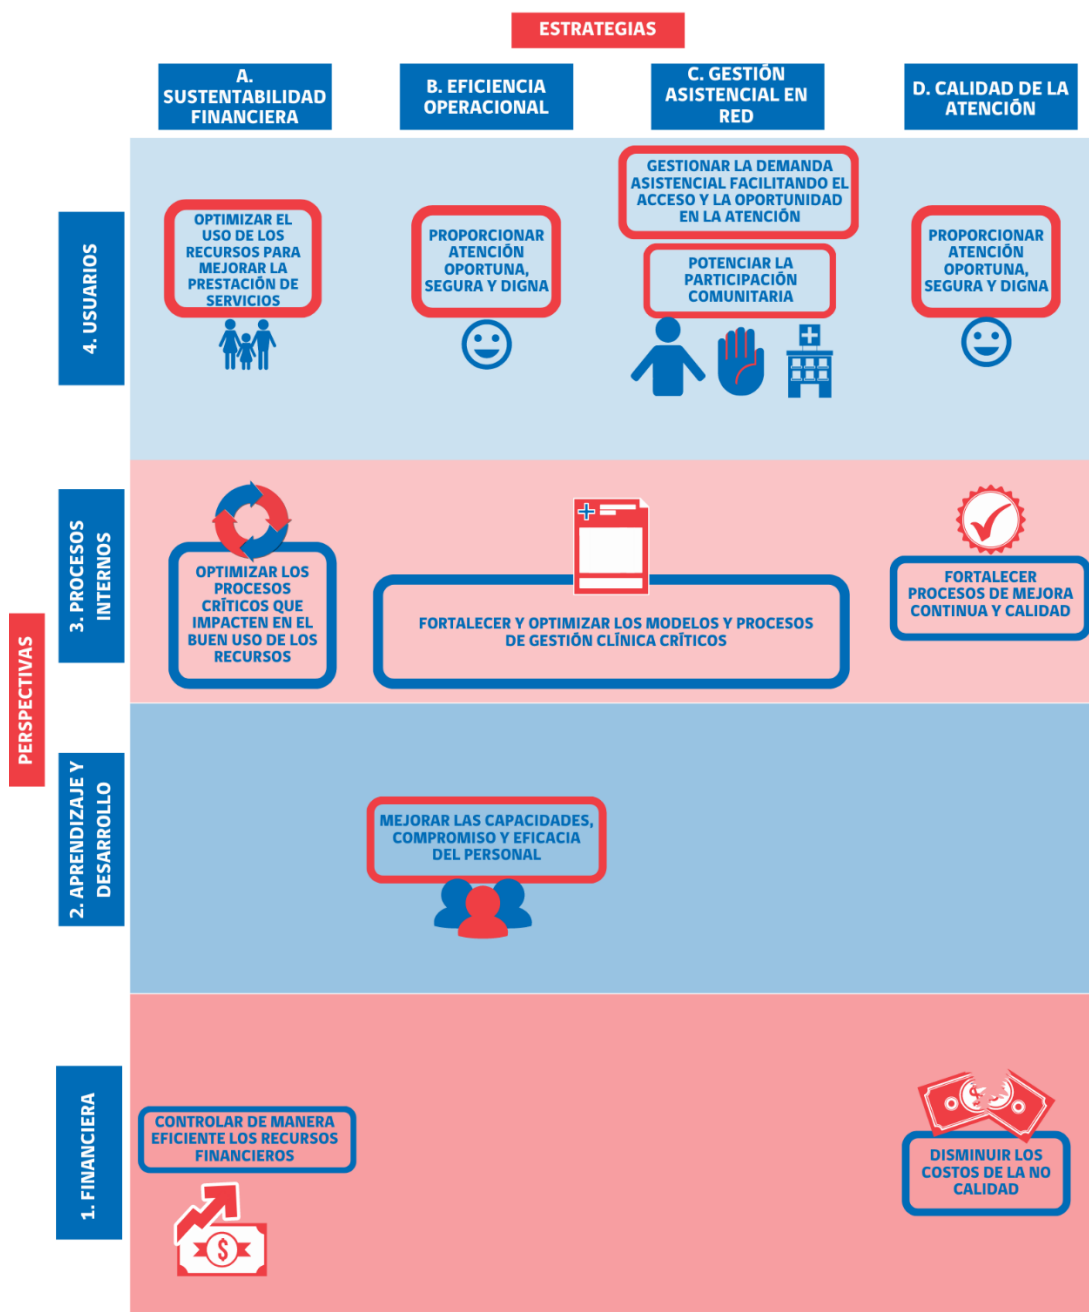 ESTRATEGIAS
A.
SUSTENTABILIDAD
FINANCIERA
B. EFICIENCIA
OPERACIONAL
C. GESTIÓN
ASISTENCIAL EN
RED
D. CALIDAD DE LA
ATENCIÓN
PERSPECTIVAS
4. USUARIOS
OPTIMIZAR EL
USO DE LOS
RECURSOS PARA
MEJORAR LA
PRESTACIÓN DE
SERVICIOS
PROPORCIONAR
ATENCIÓN
OPORTUNA,
SEGURA Y DIGNA
GESTIONAR LA DEMANDA
ASISTENCIAL FACILITANDO EL
ACCESO Y LA OPORTUNIDAD
EN LA ATENCIÓN
POTENCIAR LA
PARTICIPACIÓN
COMUNITARIA
PROPORCIONAR
ATENCIÓN
OPORTUNA,
SEGURA Y DIGNA
3. PROCESOS
INTERNOS
OPTIMIZAR LOS
PROCESOS
CRÍTICOS QUE
IMPACTEN EN EL
BUEN USO DE LOS
RECURSOS
FORTALECER Y OPTIMIZAR LOS MODELOS Y PROCESOS
DE GESTIÓN CLÍNICA CRÍTICOS
FORTALECER
PROCESOS DE MEJORA
CONTINUA Y CALIDAD
2. APRENDIZAJE Y
DESARROLLO
MEJORAR LAS CAPACIDADES,
COMPROMISO Y EFICACIA
DEL PERSONAL
1. FINANCIERA
CONTROLAR DE MANERA
EFICIENTE LOS RECURSOS
FINANCIEROS
$
$
DISMINUIR LOS
COSTOS DE LA NO
CALIDAD